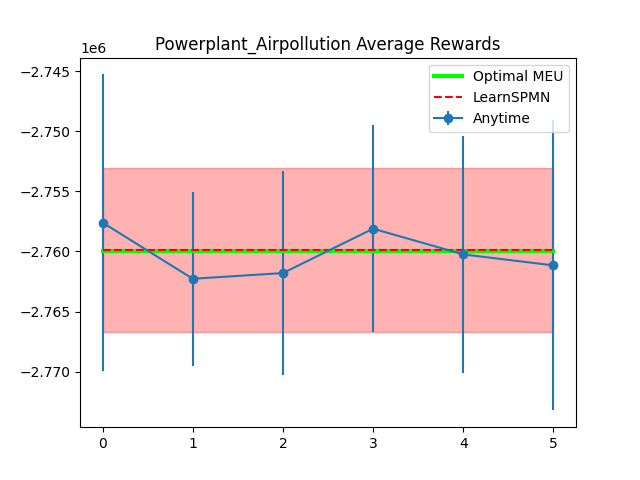 Powerplant_Airpollution Average Rewards
1e6
Optimal MEU
LearnSPMN
Anytime
−2.745
−2.750
−2.755
−2.760
−2.765
−2.770
0 1 2 3 4 5